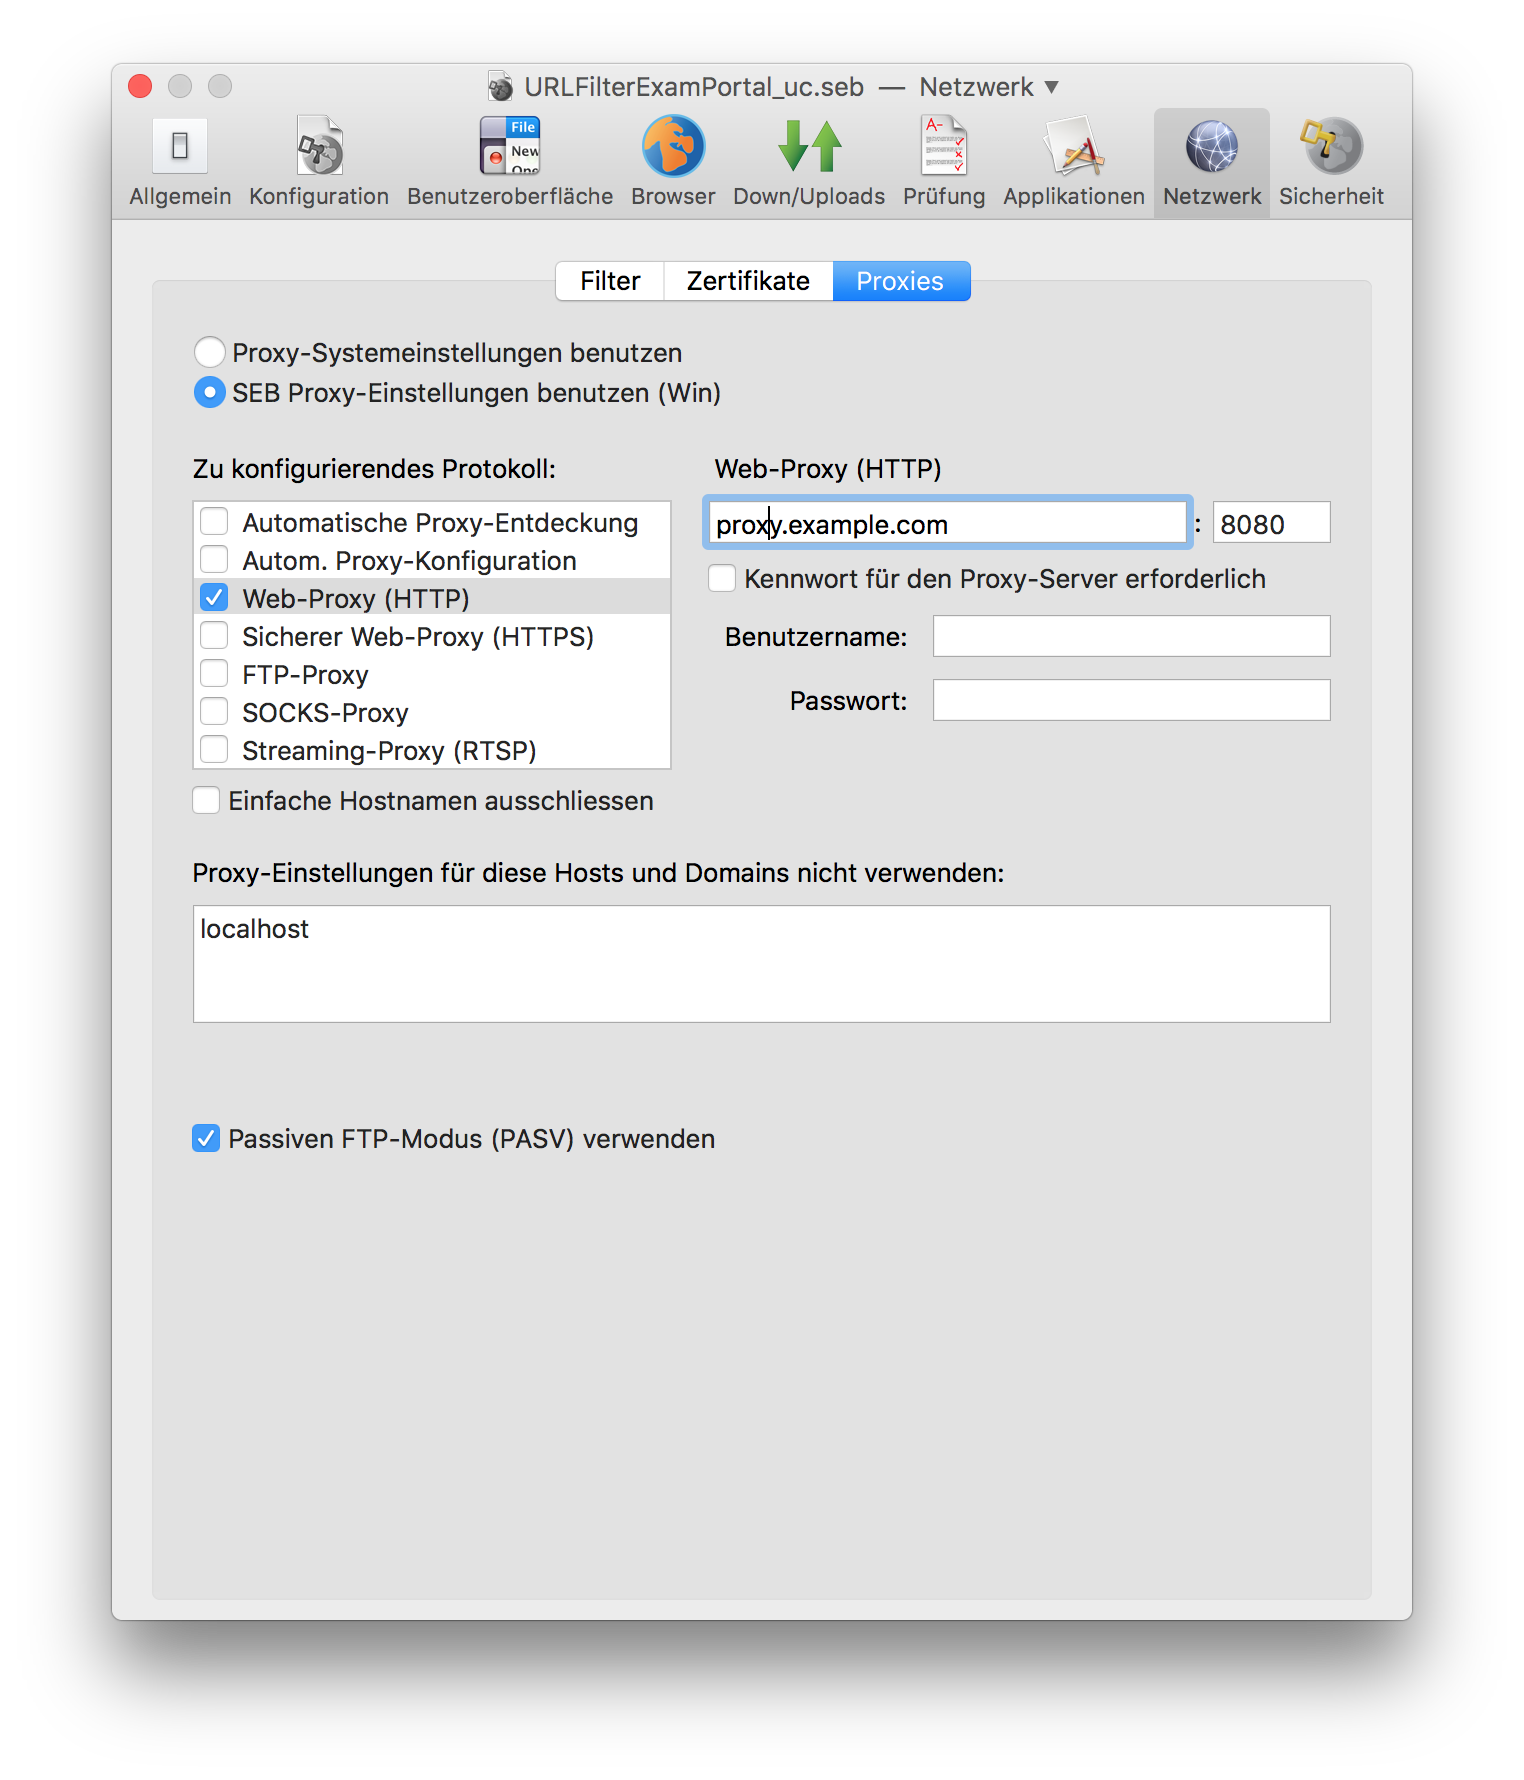 URLFilterExamPortal_uc.seb — Netzwerk ▼
File
New
Ope
A-
Allgemein Konfiguration Benutzeroberfläche Browser Down/Uploads Prüfung Applikationen Netzwerk Sicherheit
Filter Zertifikate Proxies
Proxy-Systemeinstellungen benutzen
SEB Proxy-Einstellungen benutzen (Win)
Zu konfigurierendes Protokoll:
Automatische Proxy-Entdeckung
Autom. Proxy-Konfiguration
Web-Proxy (HTTP)
Sicherer Web-Proxy (HTTPS)
FTP-Proxy
SOCKS-Proxy
Streaming-Proxy (RTSP)
Einfache Hostnamen ausschliessen
Web-Proxy (HTTP)
proxy.example.com : 8080
Kennwort für den Proxy-Server erforderlich
Benutzername:
Passwort:
Proxy-Einstellungen für diese Hosts und Domains nicht verwenden:
localhost
Passiven FTP-Modus (PASV) verwenden